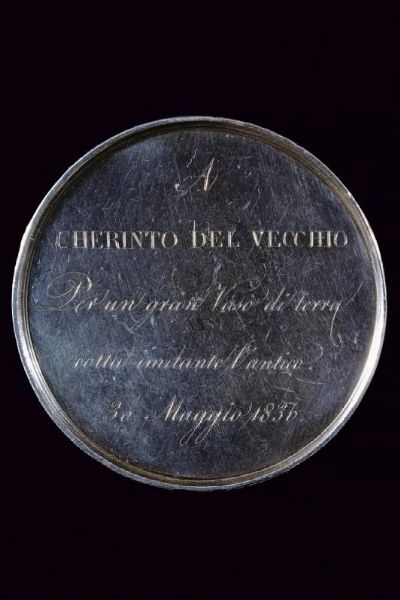 A
CHERINTO DEL VECCHIO
Per un gran Vaso di terra
cotta imitante l'antico.
30 Maggio 1836